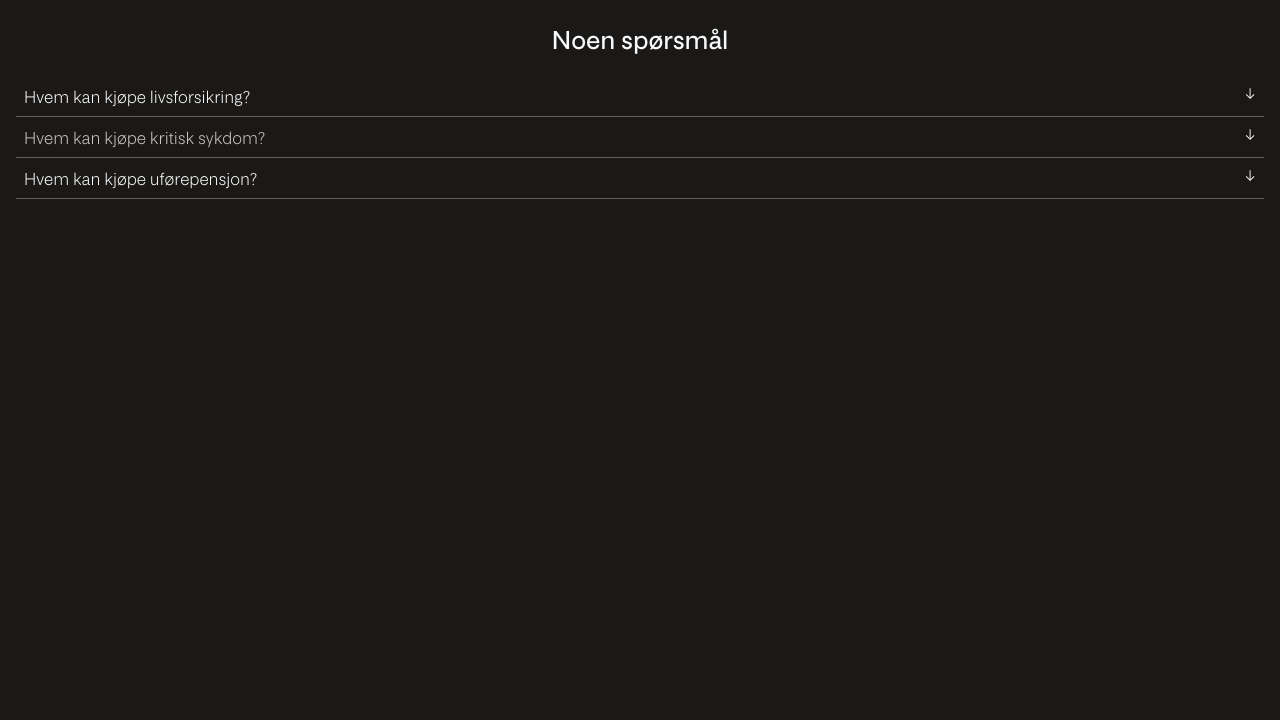 Noen spørsmål
Hvem kan kjøpe livsforsikring?
Hvem kan kjøpe kritisk sykdom?
Hvem kan kjøpe uførepensjon?